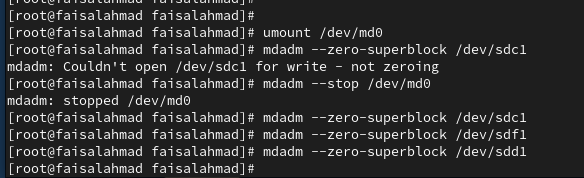 [root@faisalahmad faisalahmad]#
[root@faisalahmad faisalahmad]#
[root@faisalahmad faisalahmad]# umount /dev/md0
[root@faisalahmad faisalahmad]# mdadm --zero-superblock /dev/sdc1
mdadm: Couldn't open /dev/sdc1 for write - not zeroing
[root@faisalahmad faisalahmad]# mdadm --stop /dev/md0
mdadm: stopped /dev/md0
[root@faisalahmad faisalahmad]# mdadm --zero-superblock /dev/sdc1
[root@faisalahmad faisalahmad]# mdadm --zero-superblock /dev/sdf1
[root@faisalahmad faisalahmad]# mdadm --zero-superblock /dev/sdd1
[root@faisalahmad faisalahmad]#